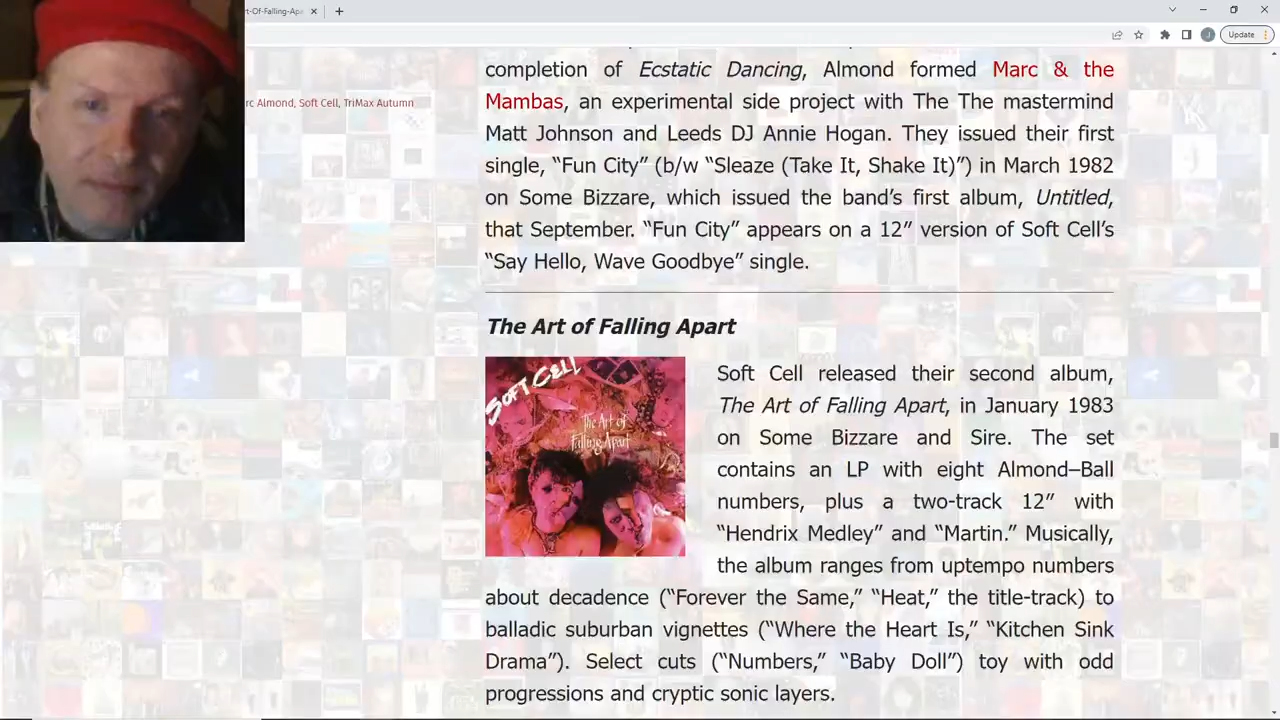 rt-Of-Falling-Apa
Update
rc Almond, Soft Cell, TriMax Autumn
completion of Ecstatic Dancing, Almond formed Marc & the
Mambas, an experimental side project with The The mastermind
Matt Johnson and Leeds DJ Annie Hogan. They issued their first
single, “Fun City” (b/w “Sleaze (Take It, Shake It)”) in March 1982
on Some Bizzare, which issued the band’s first album, Untitled,
that September. “Fun City” appears on a 12″ version of Soft Cell’s
“Say Hello, Wave Goodbye” single.
The Art of Falling Apart
SOFT CELL
The Art of
Falling Apart
Soft Cell released their second album,
The Art of Falling Apart, in January 1983
on Some Bizzare and Sire. The set
contains an LP with eight Almond–Ball
numbers, plus a two-track 12″ with
“Hendrix Medley” and “Martin.” Musically,
the album ranges from uptempo numbers
about decadence (“Forever the Same,” “Heat,” the title-track) to
balladic suburban vignettes (“Where the Heart Is,” “Kitchen Sink
Drama”). Select cuts (“Numbers,” “Baby Doll”) toy with odd
progressions and cryptic sonic layers.